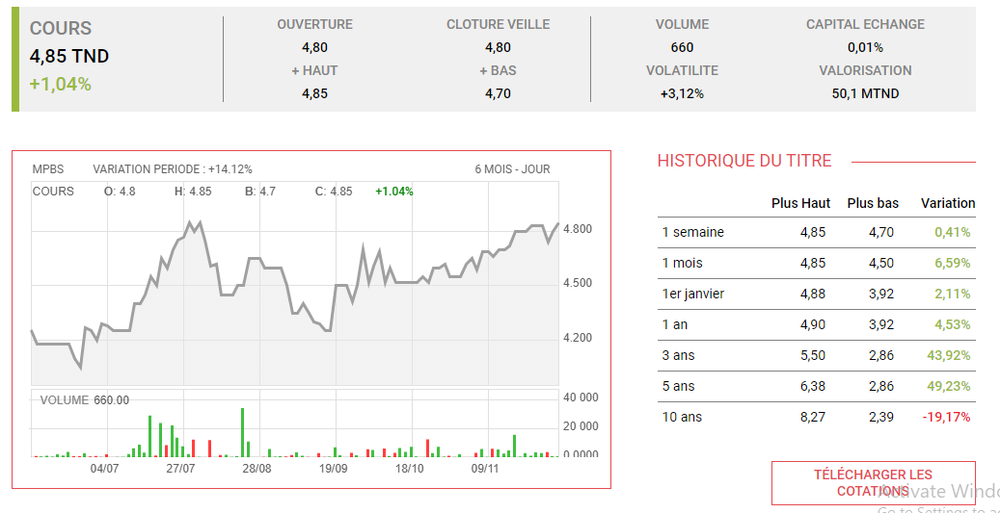 COURS
4,85 TND
+1,04%
OUVERTURE
4,80
+ HAUT
4,85
CLOTURE VEILLE
4,80
+ BAS
4,70
VOLUME
660
VOLATILITE
+3,12%
CAPITAL ECHANGE
0,01%
VALORISATION
50,1 MTND
MPBS VARIATION PERIODE : +14.12% 6 MOIS - JOUR
COURS O: 4.8 H: 4.85 B: 4.7 C: 4.85 +1.04%
4.800
4.500
4.200
VOLUME 660.00
40 000
20 000
0.0000
04/07 27/07 28/08 19/09 18/10 09/11
HISTORIQUE DU TITRE
Plus Haut Plus bas Variation
1 semaine 4,85 4,70 0,41%
1 mois 4,85 4,50 6,59%
1er janvier 4,88 3,92 2,11%
1 an 4,90 3,92 4,53%
3 ans 5,50 2,86 43,92%
5 ans 6,38 2,86 49,23%
10 ans 8,27 2,39 -19,17%
TÉLÉCHARGER LES
COTATIONS
Activate Windo
Go to Settings to a